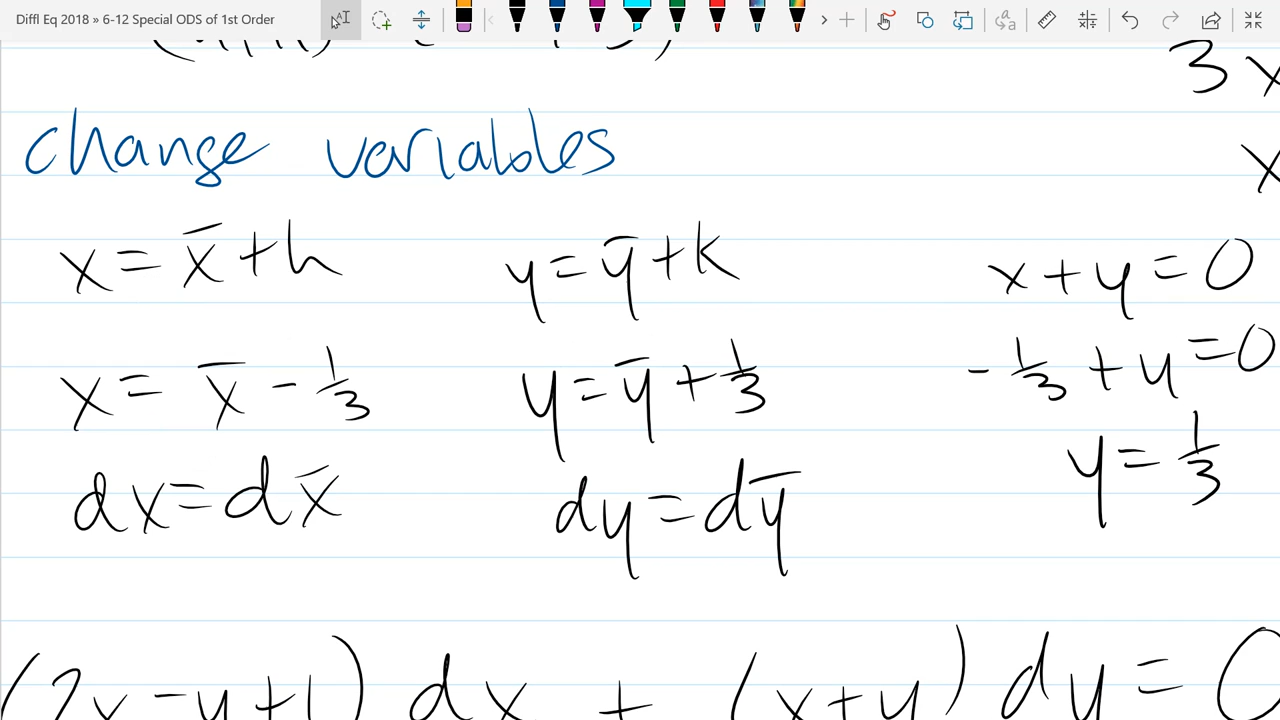 Diffl Eq 2018 » 6-12 Special ODS of 1st Order
3x
change variables
x
x = x̄ + h
y = ȳ + k
x + y = 0
x = x̄ - 1/3
y = ȳ + 1/3
- 1/3 + y = 0
dx = dx̄
dy = dȳ
y = 1/3
(2x - y + 1) dx + (x + y) dy = 0